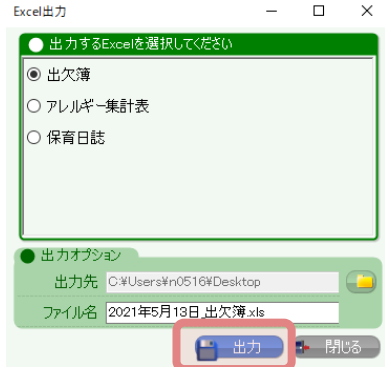 Excel出力
出力するExcelを選択してください
出欠簿
アレルギー集計表
保育日誌
出力オプション
出力先 C:¥Users¥n0516¥Desktop
ファイル名 2021年5月13日_出欠簿.xls
出力 閉じる